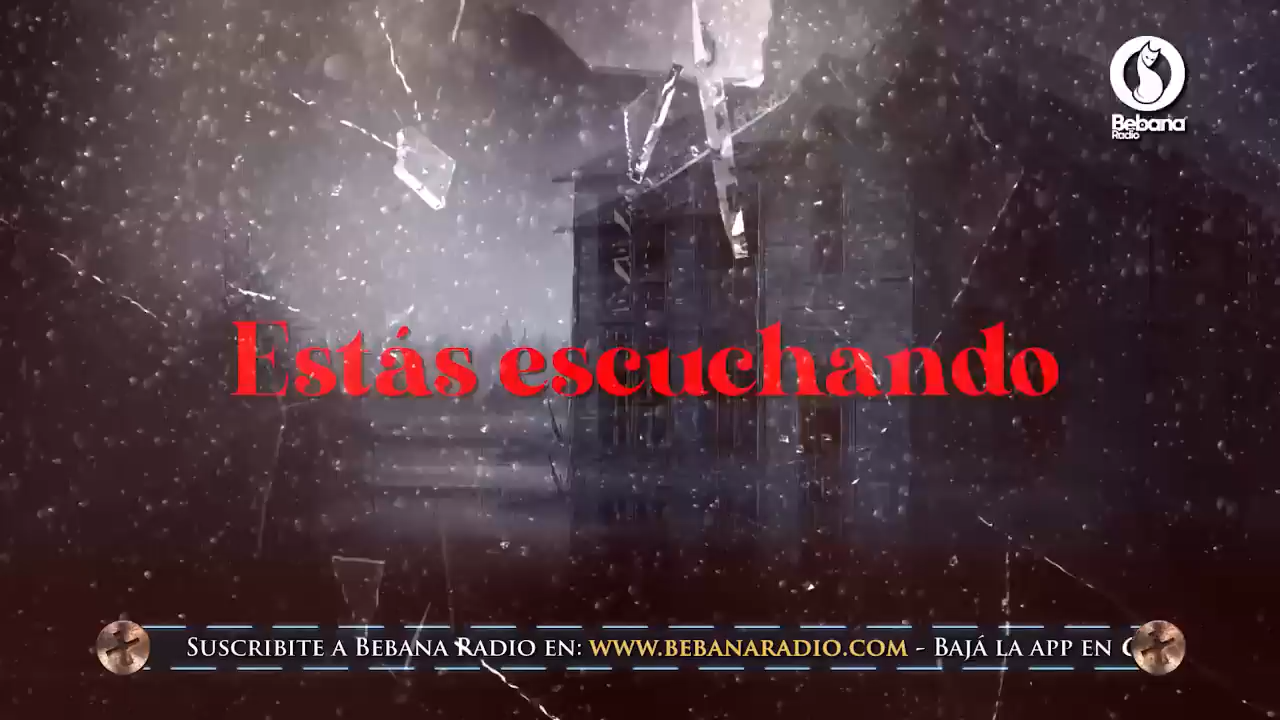 Bebana
Radio
Estás escuchando
SUSCRIBITE A BEBANA RADIO EN: WWW.BEBANARADIO.COM - BAJÁ LA APP EN